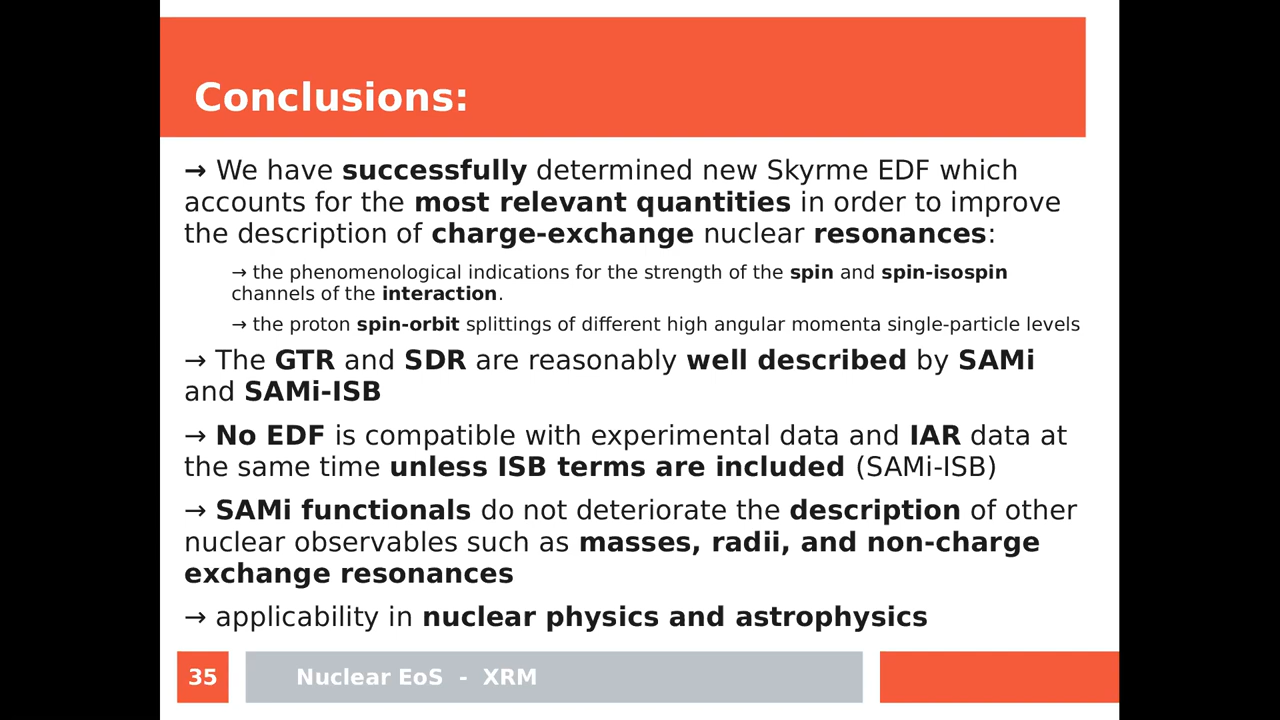 Conclusions:
→ We have successfully determined new Skyrme EDF which
accounts for the most relevant quantities in order to improve
the description of charge-exchange nuclear resonances:
→ the phenomenological indications for the strength of the spin and spin-isospin
channels of the interaction.
→ the proton spin-orbit splittings of different high angular momenta single-particle levels
→ The GTR and SDR are reasonably well described by SAMi
and SAMi-ISB
→ No EDF is compatible with experimental data and IAR data at
the same time unless ISB terms are included (SAMi-ISB)
→ SAMi functionals do not deteriorate the description of other
nuclear observables such as masses, radii, and non-charge
exchange resonances
→ applicability in nuclear physics and astrophysics
35 Nuclear EoS - XRM